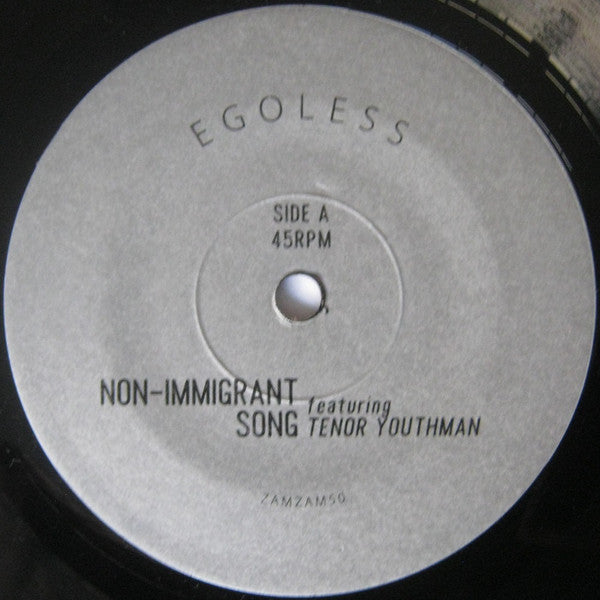 EGOLESS
SIDE A
45RPM
NON-IMMIGRANT
SONG
featuring
TENOR YOUTHMAN
ZAMZAM50